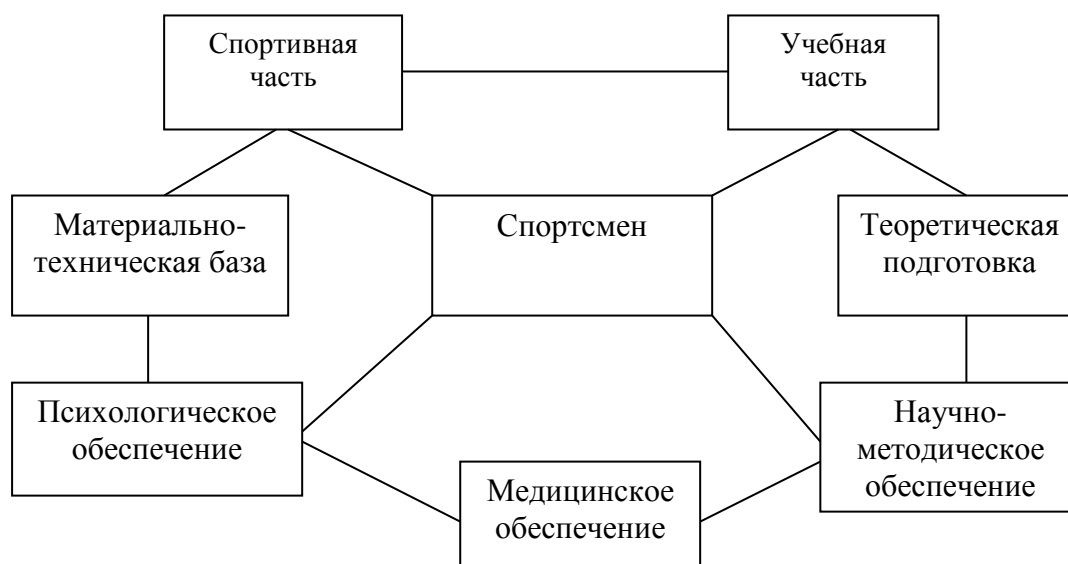 Спортивная
часть
Учебная
часть
Материально-
техническая база
Спортсмен
Теоретическая
подготовка
Психологическое
обеспечение
Научно-
методическое
обеспечение
Медицинское
обеспечение